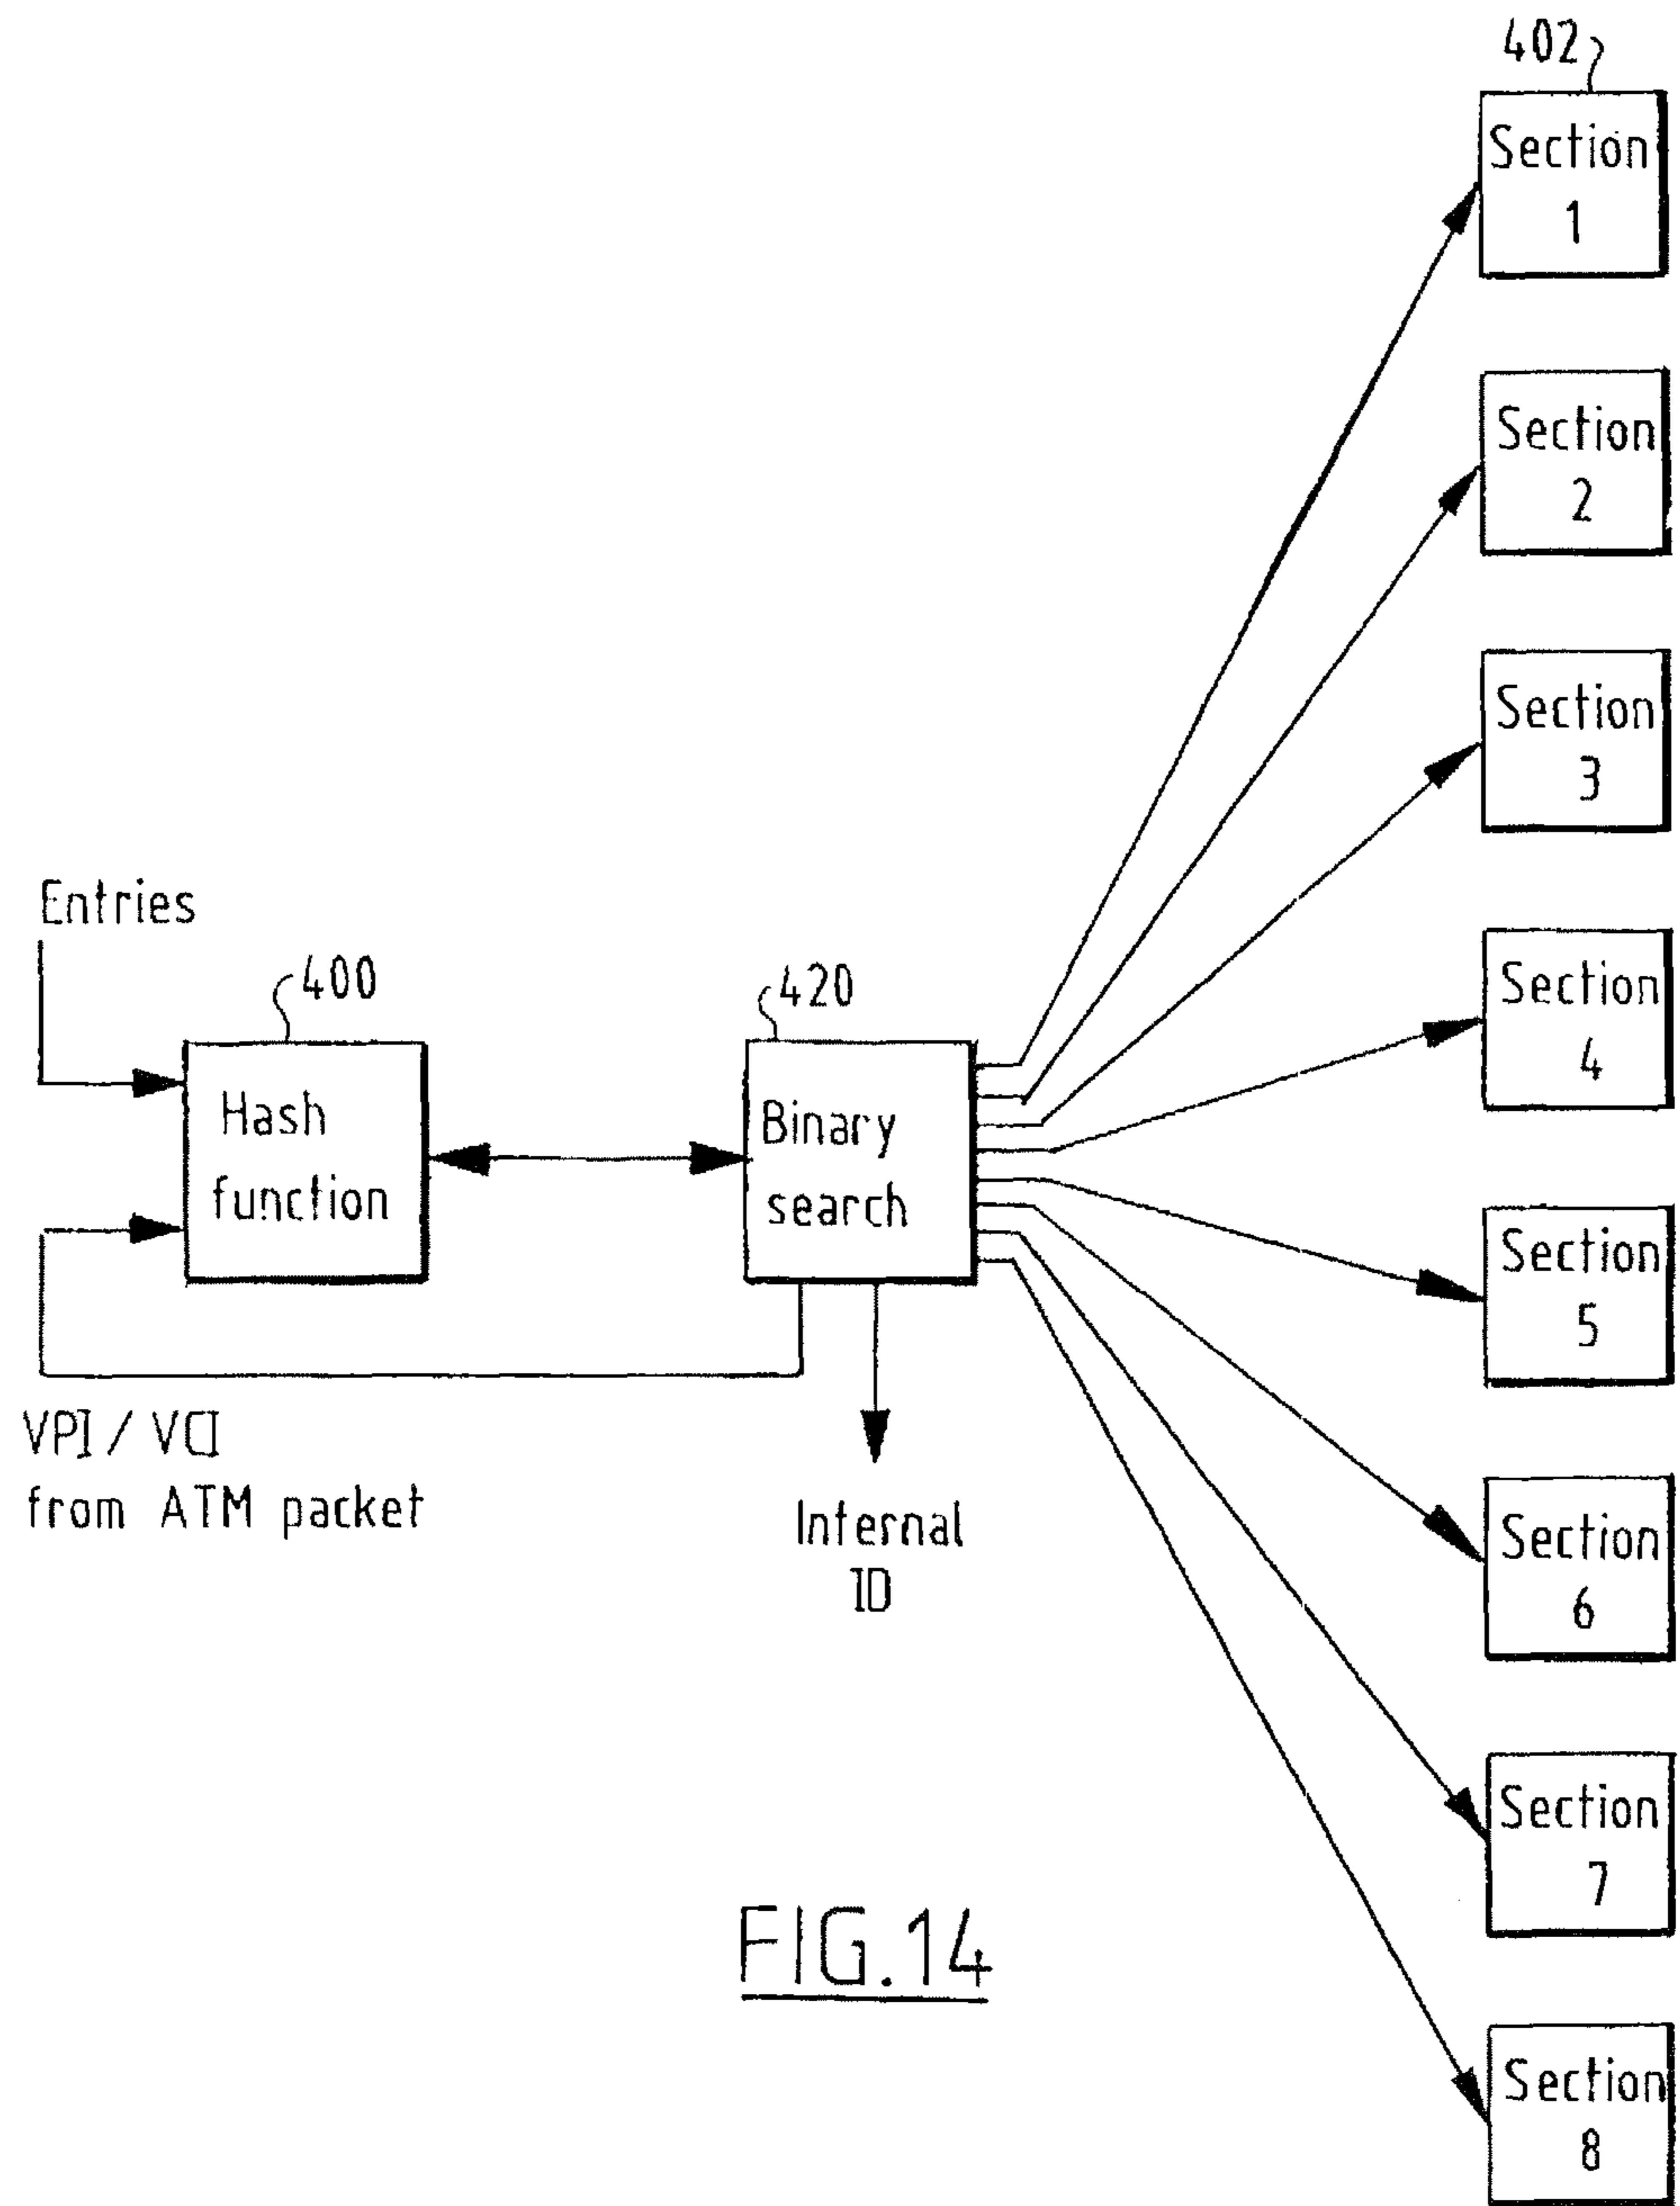 402
Section
1
Section
2
Section
3
Entries
400
420
Section
4
Hash
function
Binary
search
Section
5
VPI / VCI
from ATM packet
Internal
ID
Section
6
Section
7
FIG.14
Section
8